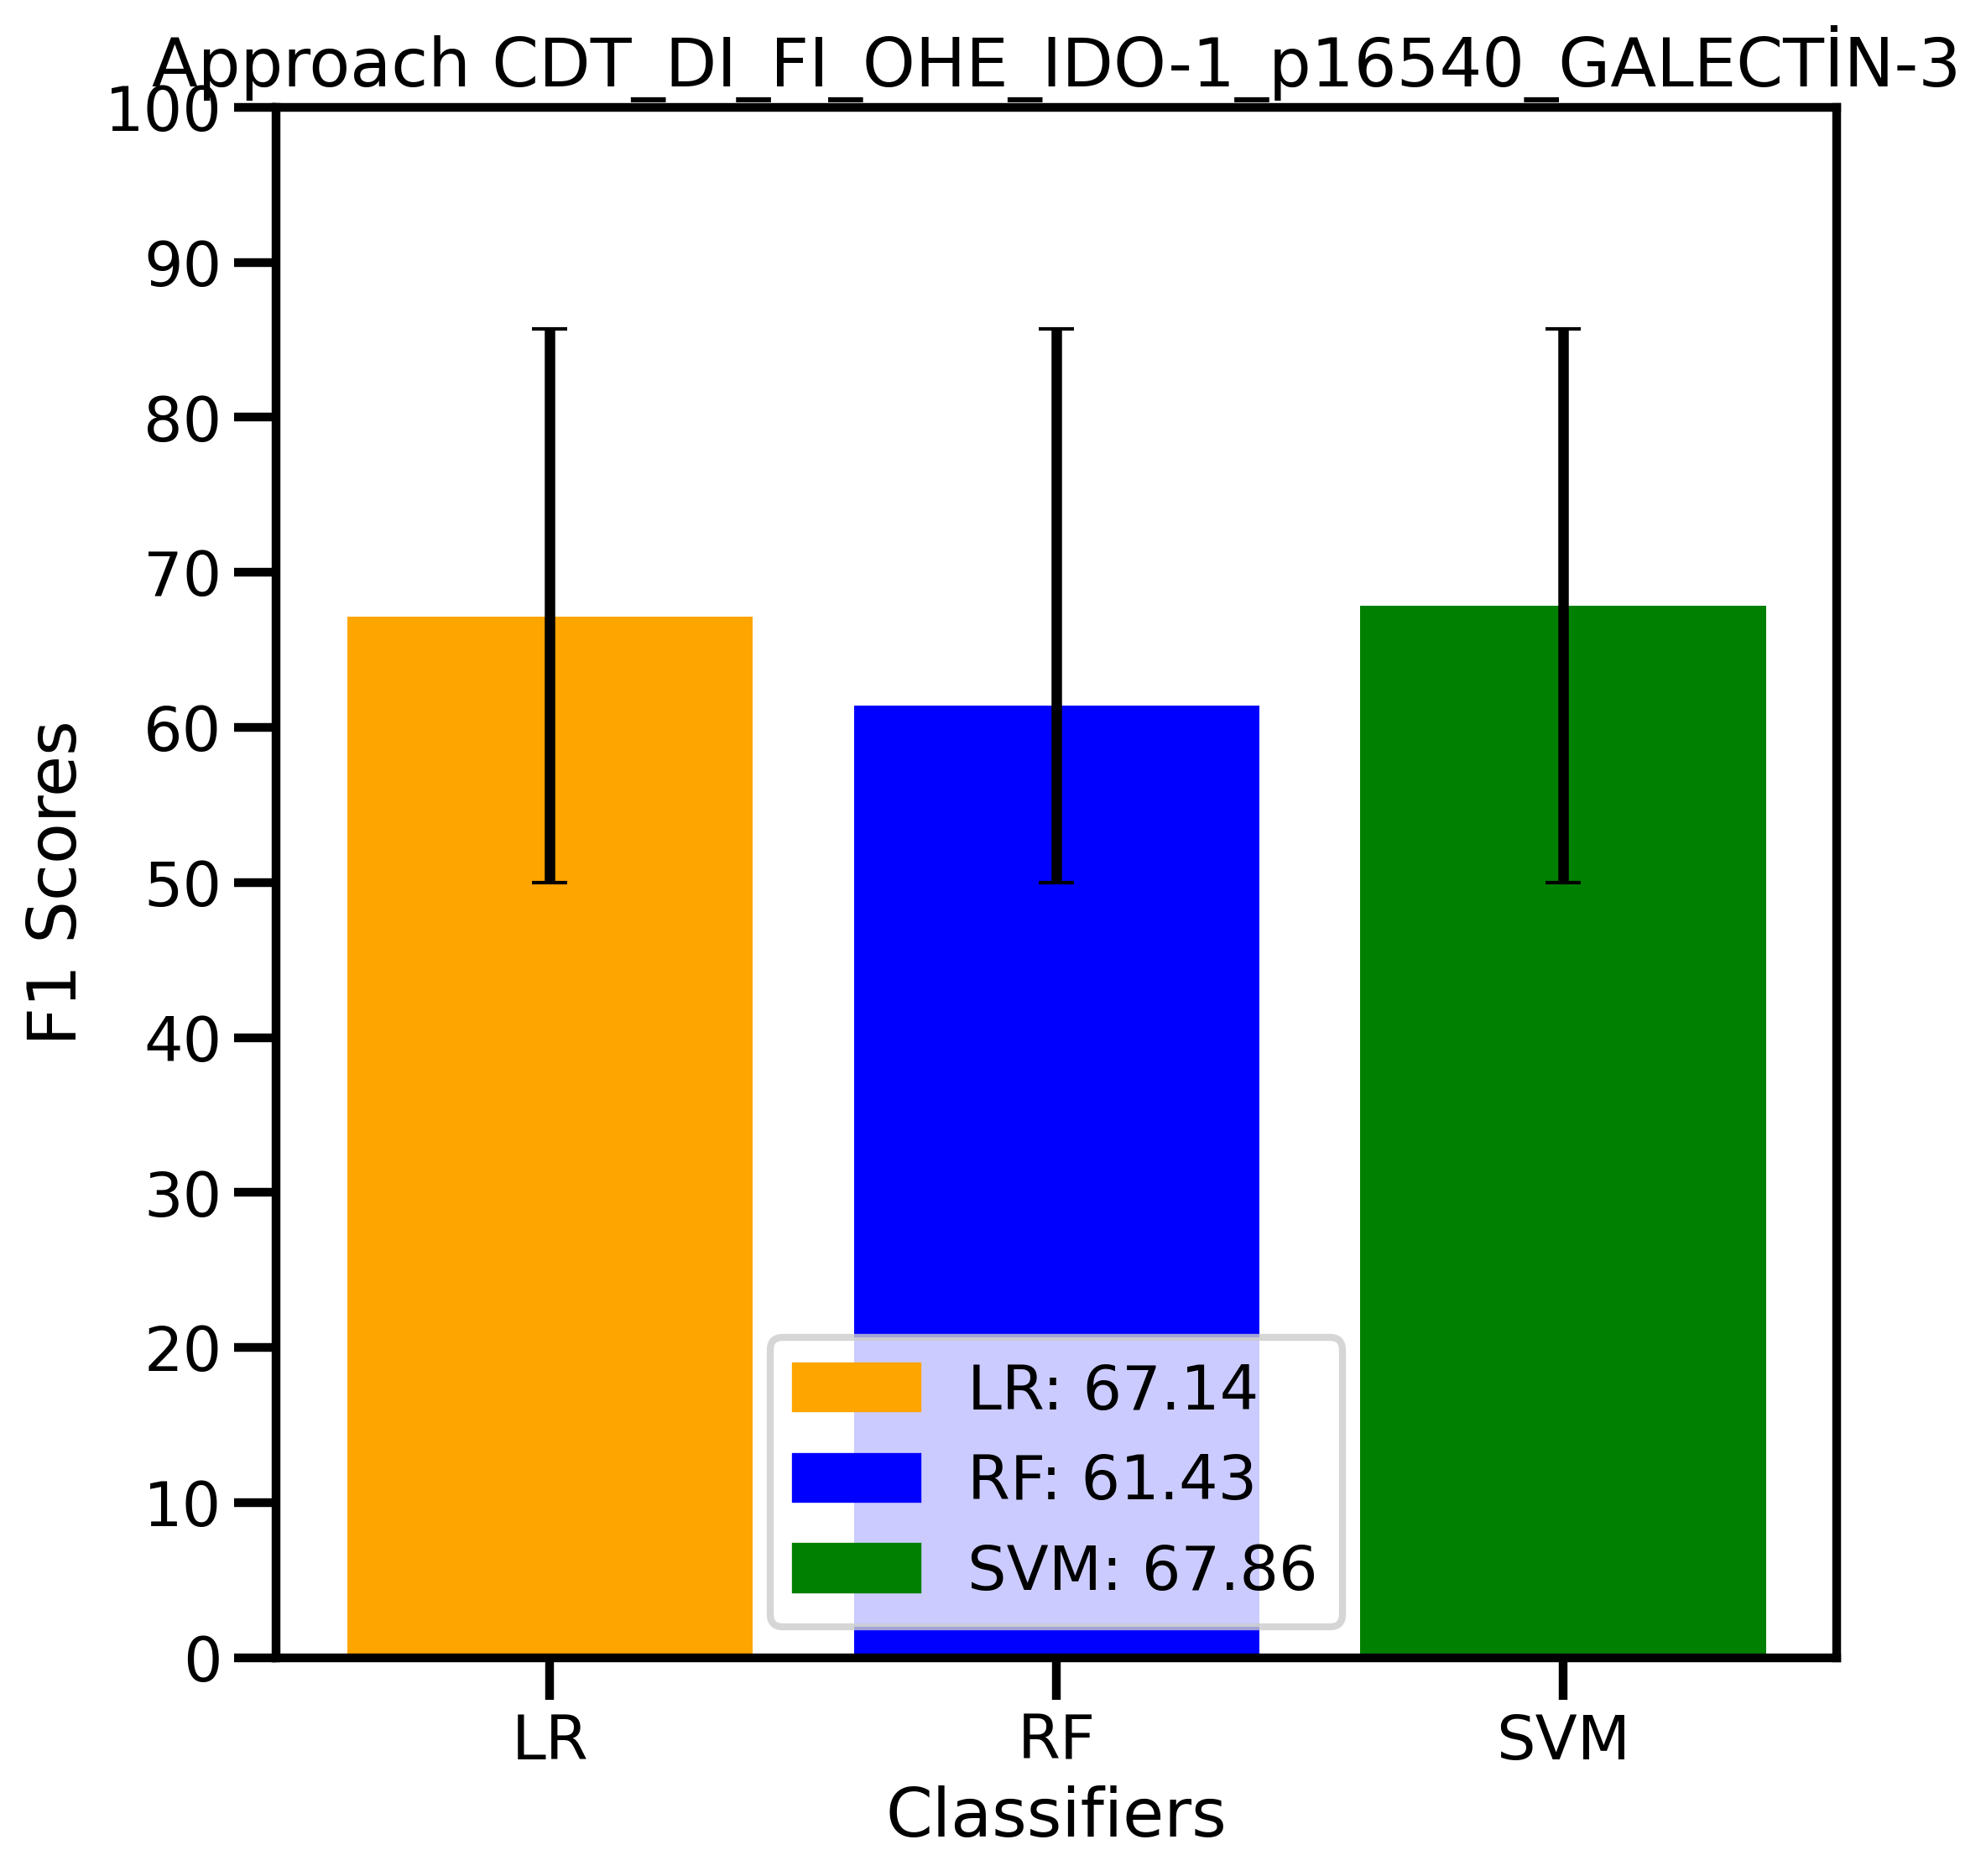 Approach CDT_DI_FI_OHE_IDO-1_p16540_GALECTİN-3
100
90
80
70
60
50
40
30
20
10
0
F1 Scores
LR: 67.14
RF: 61.43
SVM: 67.86
LR RF SVM
Classifiers